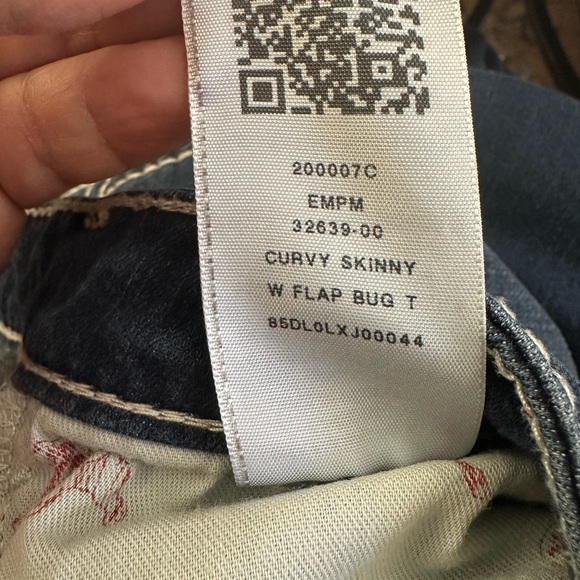 200007C
EMPM
32639-00
CURVY SKINNY
W FLAP BUG T
85DL0LXJ00044